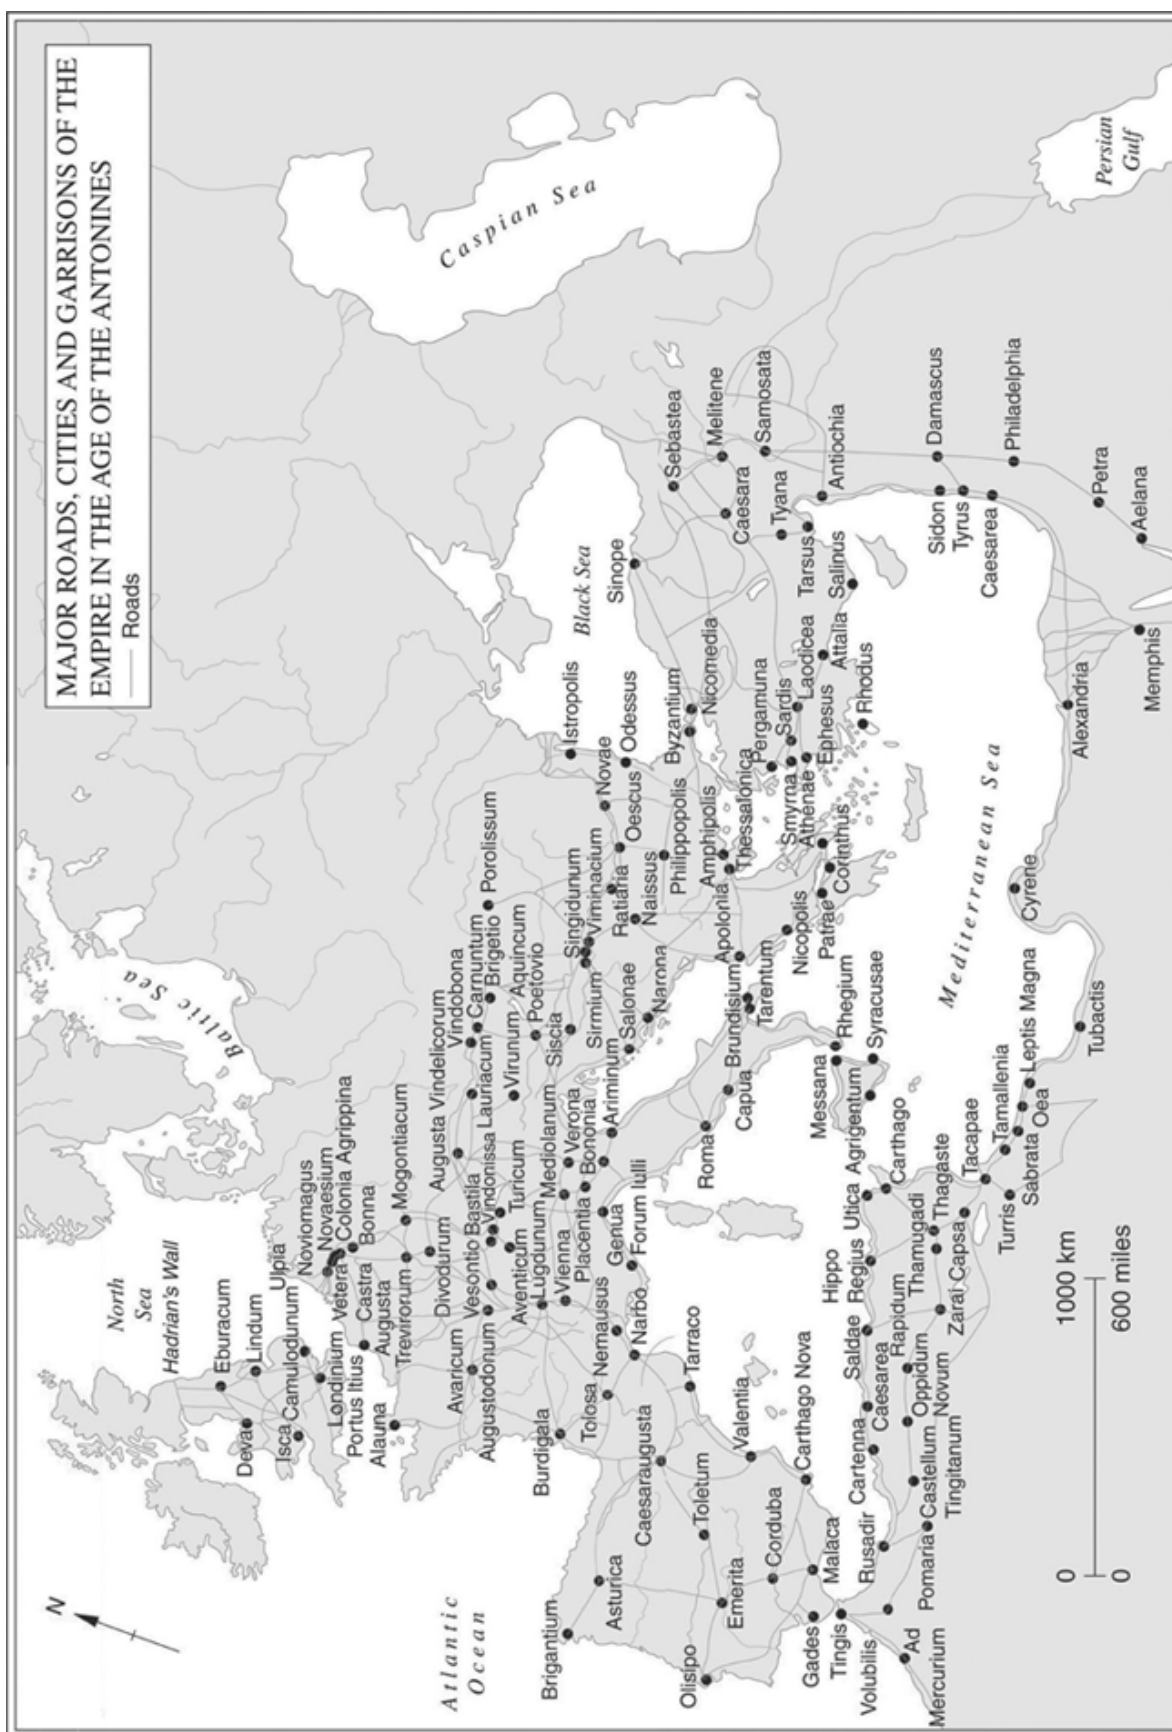 MAJOR ROADS, CITIES AND GARRISONS OF THE
EMPIRE IN THE AGE OF THE ANTONINES
Roads
N
North
Sea
Baltic Sea
Caspian Sea
Persian
Gulf
Black Sea
Atlantic
Ocean
Mediterranean Sea
Hadrian's Wall
Eburacum
Lindum
Deva
Isca
Camulodunum
Londinium
Portus Itius
Alauna
Ulpia
Noviomagus
Novaesium
Colonia Agrippina
Vetera
Bonna
Castra
Augusta
Trevirorum
Mogontiacum
Divodurum
Augusta Vindelicorum
Avaricum
Augustodonum
Vesontio
Bastila
Vindonissa
Turicum
Aventicum
Lugdunum
Vienna
Lauriacum
Vindobona
Carnuntum
Brigetio
Aquincum
Porolissum
Virunum
Poetovio
Siscia
Sirmium
Singidunum
Viminacium
Ratiaria
Naissus
Oescus
Novae
Istropolis
Odessus
Philippopolis
Byzantium
Nicomedia
Sinope
Mediolanum
Verona
Placentia
Bononia
Ariminum
Genua
Forum Iulli
Nemausus
Narbo
Tolosa
Burdigala
Salonae
Narona
Roma
Capua
Brundisium
Tarentum
Apolonia
Amphipolis
Thessalonica
Nicopolis
Patrae
Corinthus
Athenae
Smyrna
Pergamuna
Sardis
Ephesus
Laodicea
Attalia
Rhodus
Salinus
Tarsus
Tyana
Caesara
Sebastea
Melitene
Samosata
Antiochia
Damascus
Sidon
Tyrus
Caesarea
Philadelphia
Petra
Aelana
Memphis
Alexandria
Cyrene
Tubactis
Leptis Magna
Oea
Sabrata
Tamallenia
Tacapae
Turris
Messana
Rhegium
Syracusae
Agrigentum
Utica
Carthago
Thagaste
Thamugadi
Capsa
Zarai
Hippo
Regius
Rapidum
Saldae
Caesarea
Oppidum
Novum
Cartenna
Castellum
Tingitanum
Rusadir
Pomaria
Volubilis
Ad
Mercurium
Tingis
Gades
Malaca
Corduba
Carthago Nova
Valentia
Tarraco
Caesaraugusta
Toletum
Emerita
Olisipo
Asturica
Brigantium
0
1000 km
0
600 miles